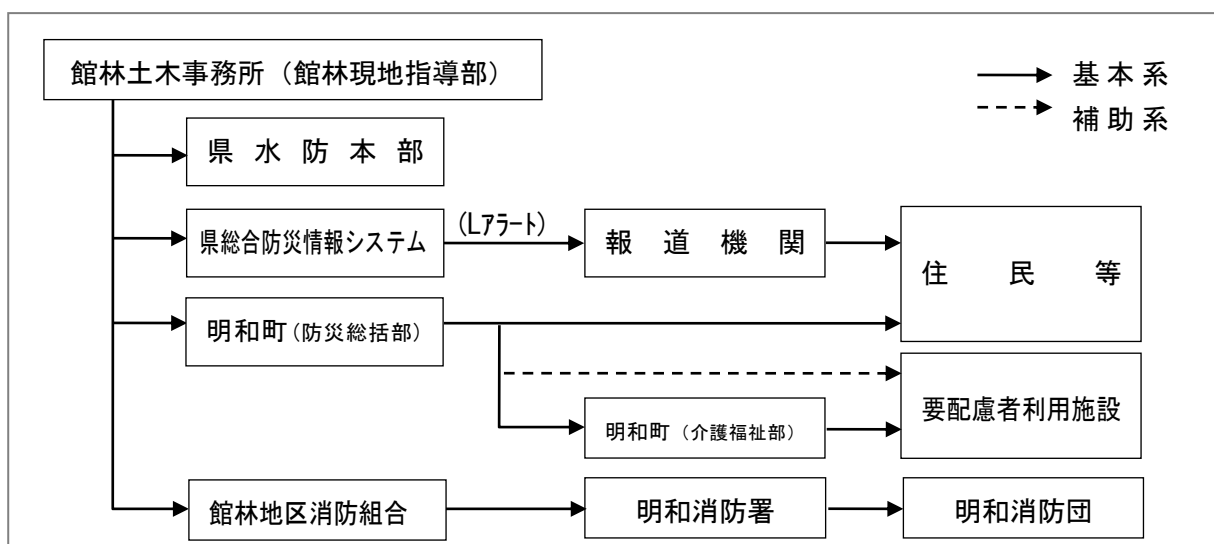 館林土木事務所（館林現地指導部）
基本系
補助系
県水防本部
県総合防災情報システム
(Lｱﾗｰﾄ)
報道機関
住民等
明和町（防災総括部）
要配慮者利用施設
明和町（介護福祉部）
館林地区消防組合
明和消防署
明和消防団